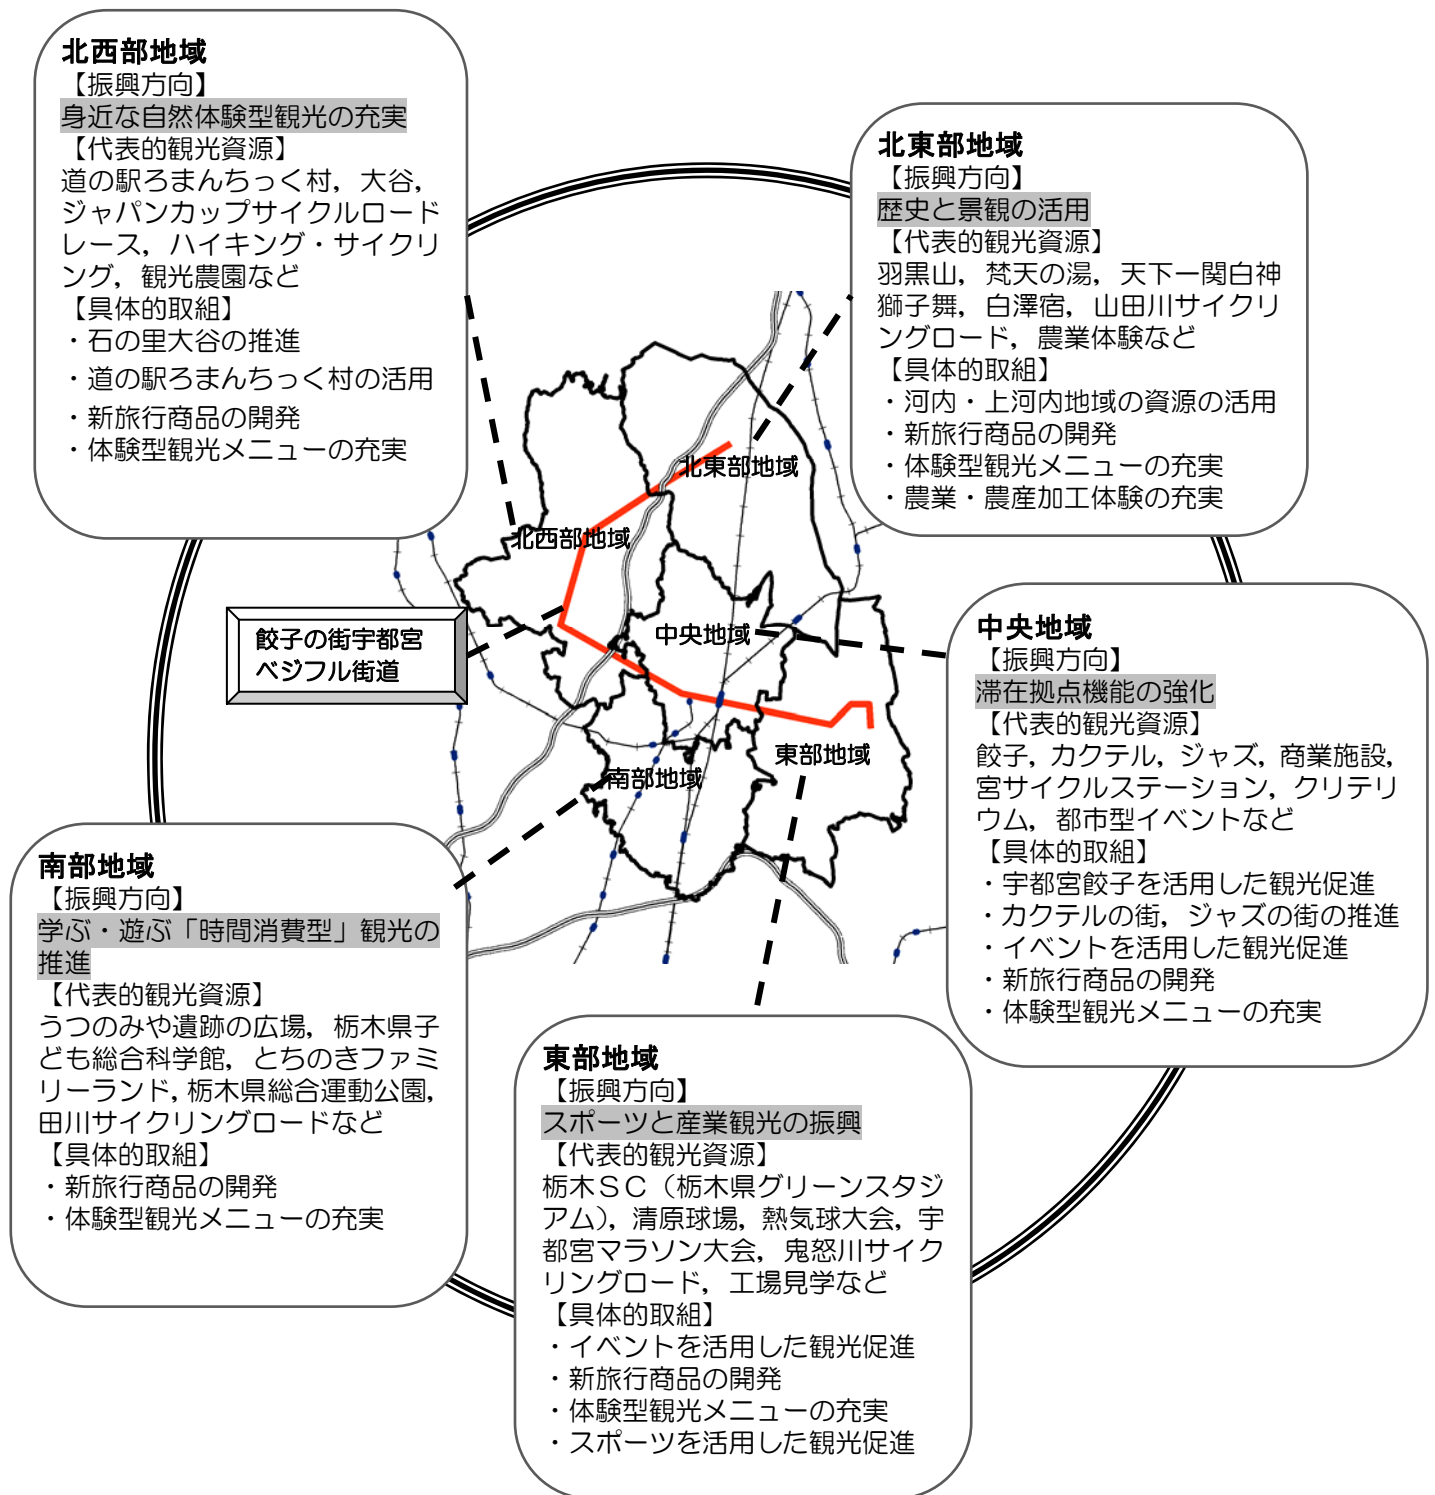 北西部地域
【振興方向】
身近な自然体験型観光の充実
【代表的観光資源】
道の駅ろまんちっく村，大谷，
ジャパンカップサイクルロード
レース，ハイキング・サイクリ
ング，観光農園など
【具体的取組】
・石の里大谷の推進
・道の駅ろまんちっく村の活用
・新旅行商品の開発
・体験型観光メニューの充実
北東部地域
【振興方向】
歴史と景観の活用
【代表的観光資源】
羽黒山，梵天の湯，天下一関白神
獅子舞，白澤宿，山田川サイクリ
ングロード，農業体験など
【具体的取組】
・河内・上河内地域の資源の活用
・新旅行商品の開発
・体験型観光メニューの充実
・農業・農産加工体験の充実
北東部地域
北西部地域
中央地域
東部地域
南部地域
餃子の街宇都宮
ベジフル街道
中央地域
【振興方向】
滞在拠点機能の強化
【代表的観光資源】
餃子，カクテル，ジャズ，商業施設，
宮サイクルステーション，クリテリ
ウム，都市型イベントなど
【具体的取組】
・宇都宮餃子を活用した観光促進
・カクテルの街，ジャズの街の推進
・イベントを活用した観光促進
・新旅行商品の開発
・体験型観光メニューの充実
南部地域
【振興方向】
学ぶ・遊ぶ「時間消費型」観光の
推進
【代表的観光資源】
うつのみや遺跡の広場，栃木県子
ども総合科学館，とちのきファミ
リーランド，栃木県総合運動公園，
田川サイクリングロードなど
【具体的取組】
・新旅行商品の開発
・体験型観光メニューの充実
東部地域
【振興方向】
スポーツと産業観光の振興
【代表的観光資源】
栃木ＳＣ（栃木県グリーンスタジ
アム），清原球場，熱気球大会，宇
都宮マラソン大会，鬼怒川サイク
リングロード，工場見学など
【具体的取組】
・イベントを活用した観光促進
・新旅行商品の開発
・体験型観光メニューの充実
・スポーツを活用した観光促進